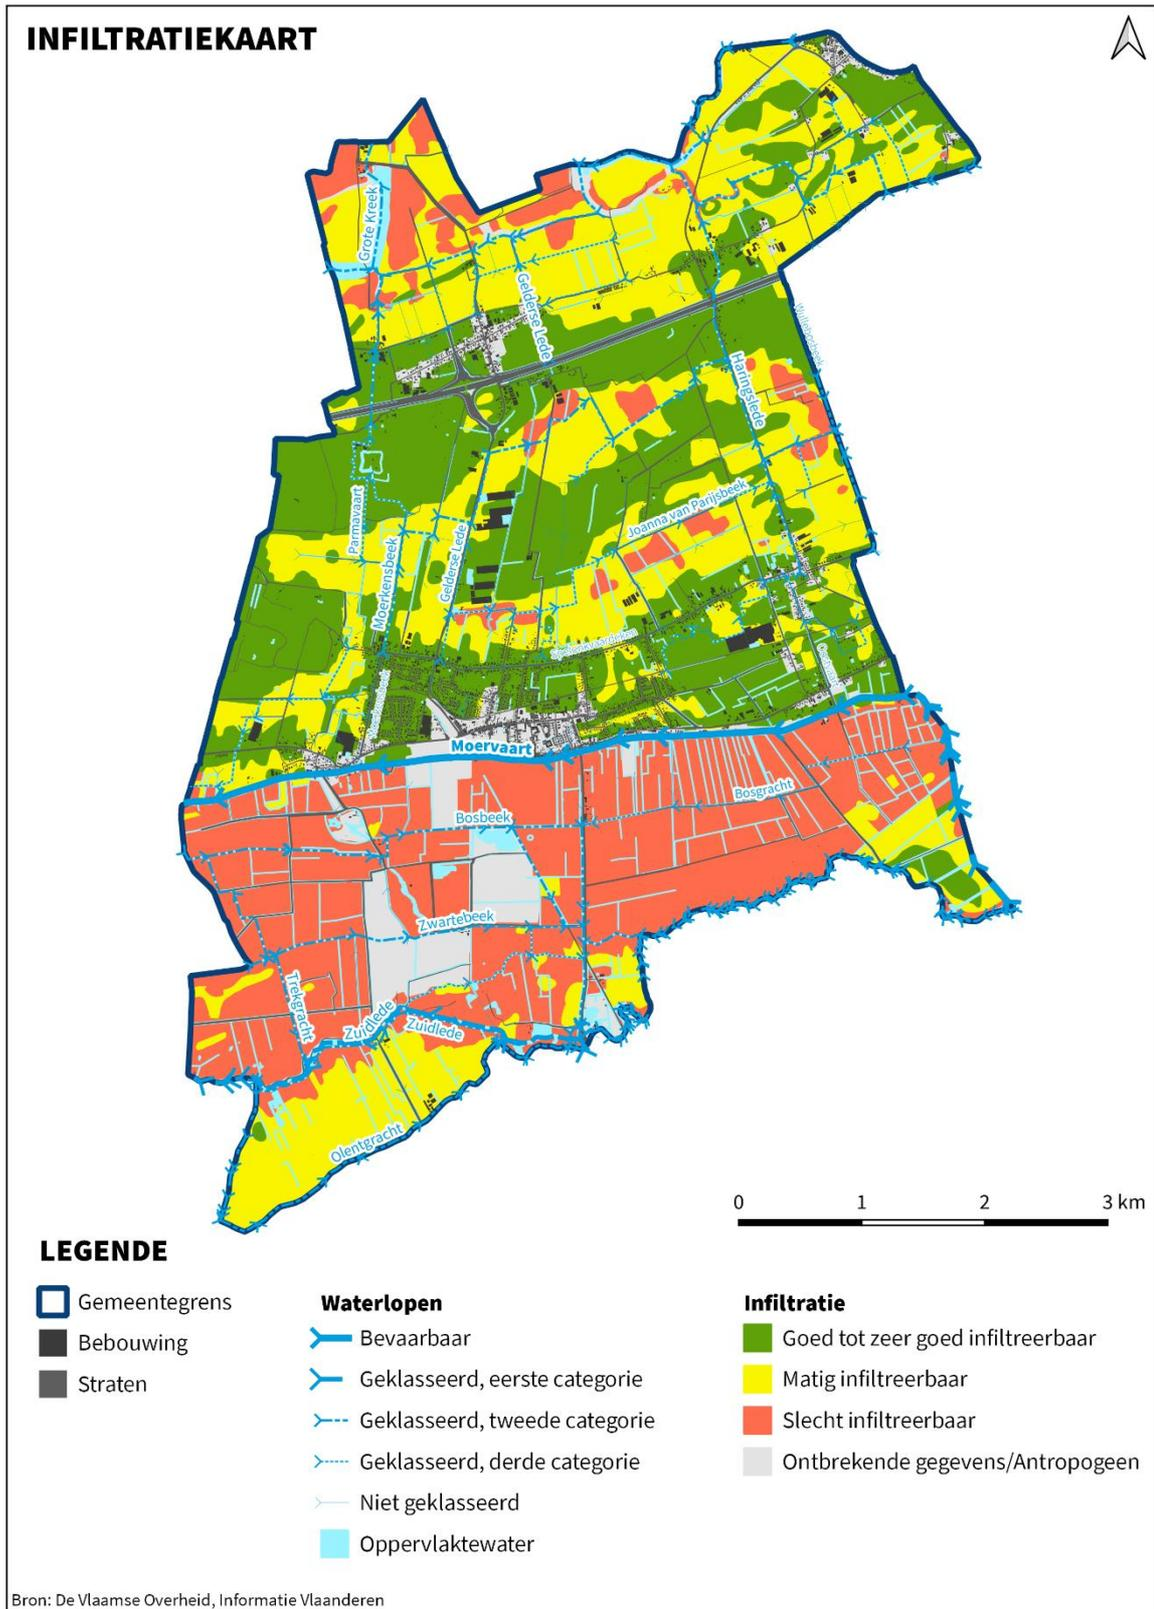 INFILTRATIEKAART
Grote Kreek
Gelderse Lede
Wullebosbeek
Haringslede
Parmavaart
Joanna van Parijsbeek
Moerkensbeek
Gelderse Lede
Moervaart
Bosgracht
Bosbeek
Zwartebeek
Trekgracht
Zuidlede
Zuidlede
Olentgracht
0 1 2 3 km
LEGENDE
Gemeentegrens
Bebouwing
Straten
Waterlopen
Bevaarbaar
Geklasseerd, eerste categorie
Geklasseerd, tweede categorie
Geklasseerd, derde categorie
Niet geklasseerd
Oppervlaktewater
Infiltratie
Goed tot zeer goed infiltreerbaar
Matig infiltreerbaar
Slecht infiltreerbaar
Ontbrekende gegevens/Antropogeen
Bron: De Vlaamse Overheid, Informatie Vlaanderen